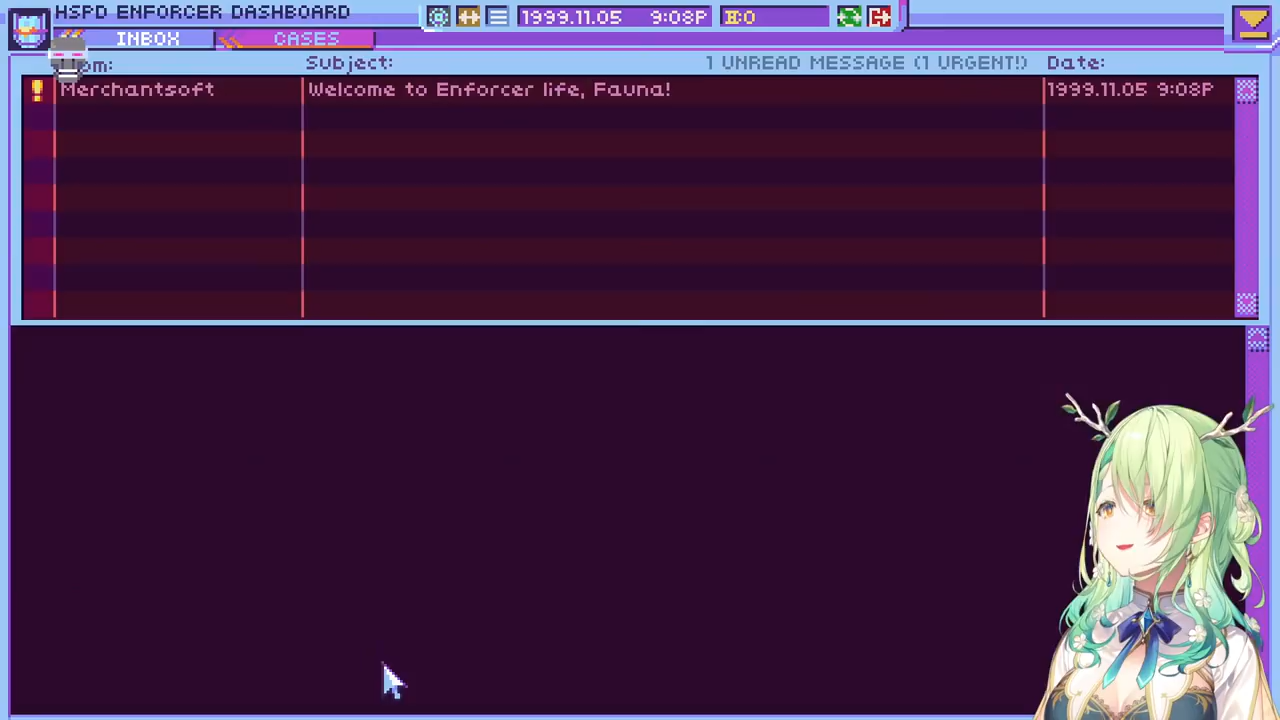 HSPD ENFORCER DASHBOARD
1999.11.05 9:08P
0
INBOX
CASES
om:
Subject:
1 UNREAD MESSAGE (1 URGENT!)
Date:
Merchantsoft
Welcome to Enforcer life, Fauna!
1999.11.05 9:08P